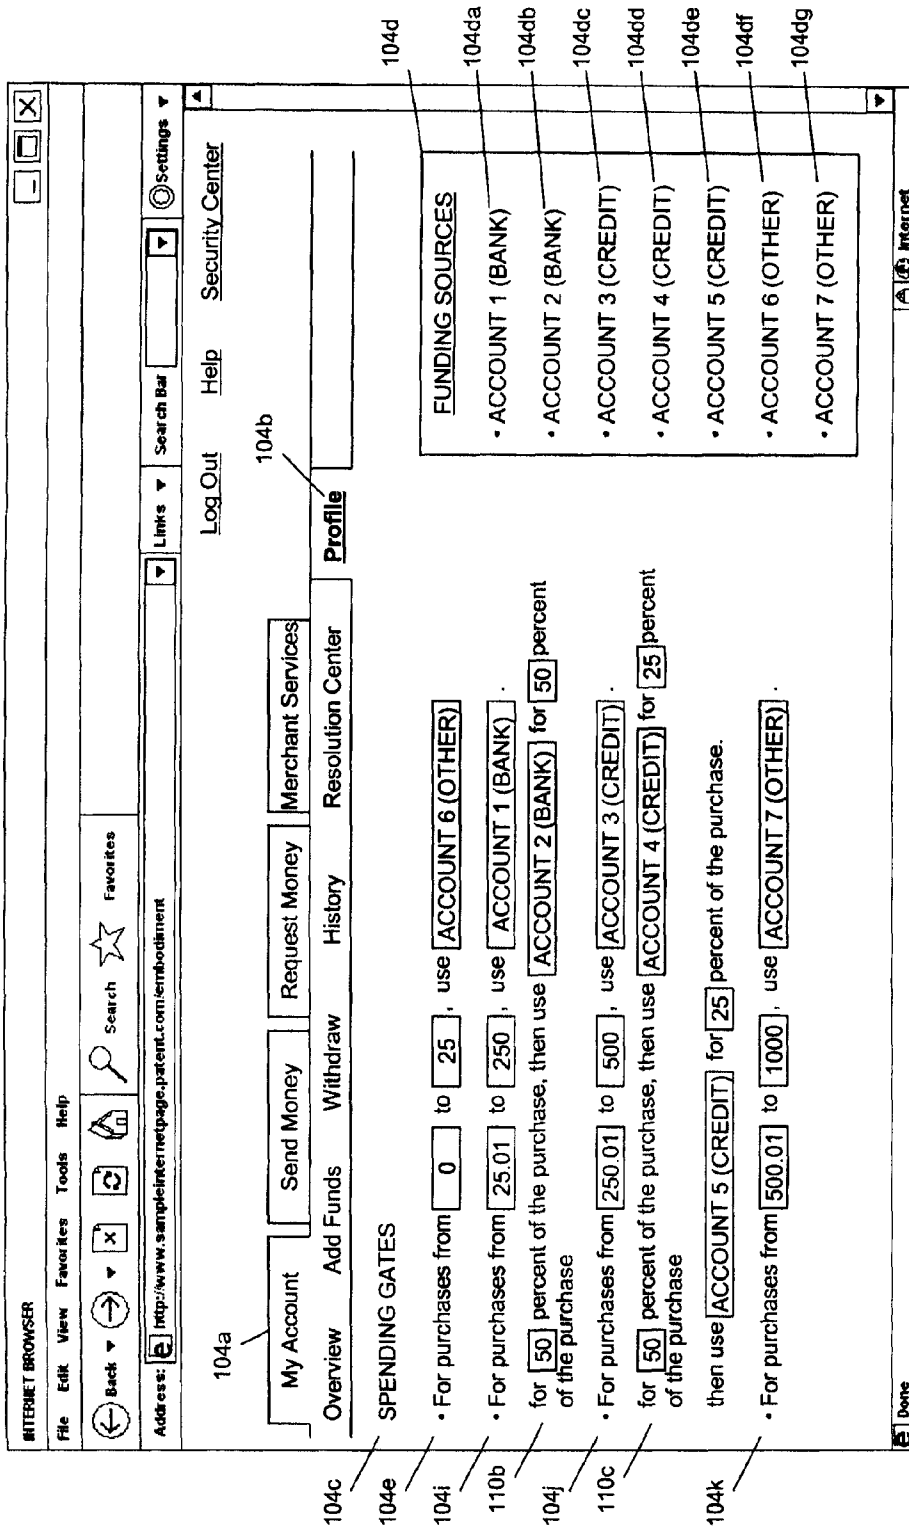 INTERNET BROWSER
File Edit View Favorites Tools Help
Back Search Favorites
Address: http://www.sampleinternetpage.patent.com/embodiment Links Search Bar Settings
Log Out Help Security Center
104a
104b
My Account Send Money Request Money Merchant Services
Overview Add Funds Withdraw History Resolution Center Profile
104c
SPENDING GATES
104d
FUNDING SOURCES
104e
• For purchases from 0 to 25 , use ACCOUNT 6 (OTHER)
104i
• For purchases from 25.01 to 250 , use ACCOUNT 1 (BANK) .
110b
for 50 percent of the purchase, then use ACCOUNT 2 (BANK) for 50 percent
of the purchase
104j
• For purchases from 250.01 to 500 , use ACCOUNT 3 (CREDIT) .
110c
for 50 percent of the purchase, then use ACCOUNT 4 (CREDIT) for 25 percent
of the purchase
then use ACCOUNT 5 (CREDIT) for 25 percent of the purchase.
104k
• For purchases from 500.01 to 1000 , use ACCOUNT 7 (OTHER) .
• ACCOUNT 1 (BANK) 104da
• ACCOUNT 2 (BANK) 104db
• ACCOUNT 3 (CREDIT) 104dc
• ACCOUNT 4 (CREDIT) 104dd
• ACCOUNT 5 (CREDIT) 104de
• ACCOUNT 6 (OTHER) 104df
• ACCOUNT 7 (OTHER) 104dg
Done Internet